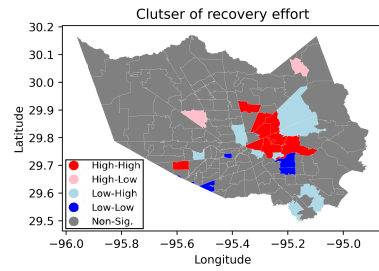 Clutser of recovery effort
30.2
30.1
30.0
29.9
29.8
29.7
29.6
29.5
Latitude
High-High
High-Low
Low-High
Low-Low
Non-Sig.
−96.0 −95.8 −95.6 −95.4 −95.2 −95.0
Longitude